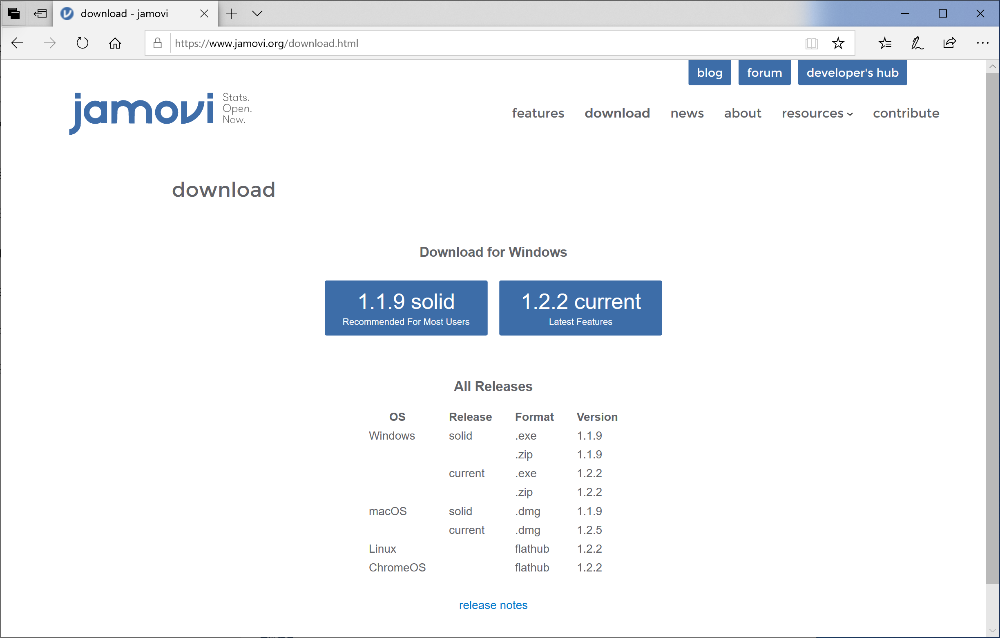 download - jamovi
https://www.jamovi.org/download.html
blog forum developer's hub
jamovi
Stats.
Open.
Now.
features download news about resources contribute
download
Download for Windows
1.1.9 solid
Recommended For Most Users
1.2.2 current
Latest Features
All Releases
OS Release Format Version
Windows solid .exe 1.1.9
.zip 1.1.9
current .exe 1.2.2
.zip 1.2.2
macOS solid .dmg 1.1.9
current .dmg 1.2.5
Linux flathub 1.2.2
ChromeOS flathub 1.2.2
release notes